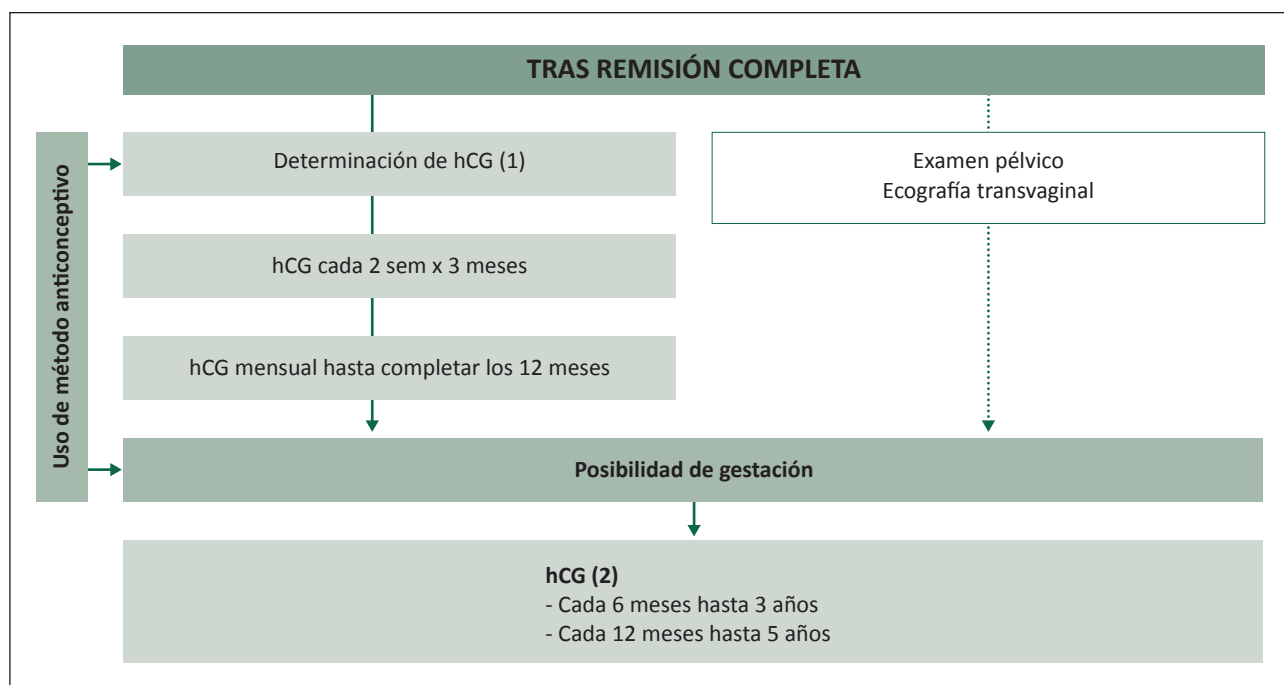 TRAS REMISIÓN COMPLETA
Uso de método anticonceptivo
Determinación de hCG (1)
Examen pélvico
Ecografía transvaginal
hCG cada 2 sem x 3 meses
hCG mensual hasta completar los 12 meses
Posibilidad de gestación
hCG (2)
- Cada 6 meses hasta 3 años
- Cada 12 meses hasta 5 años